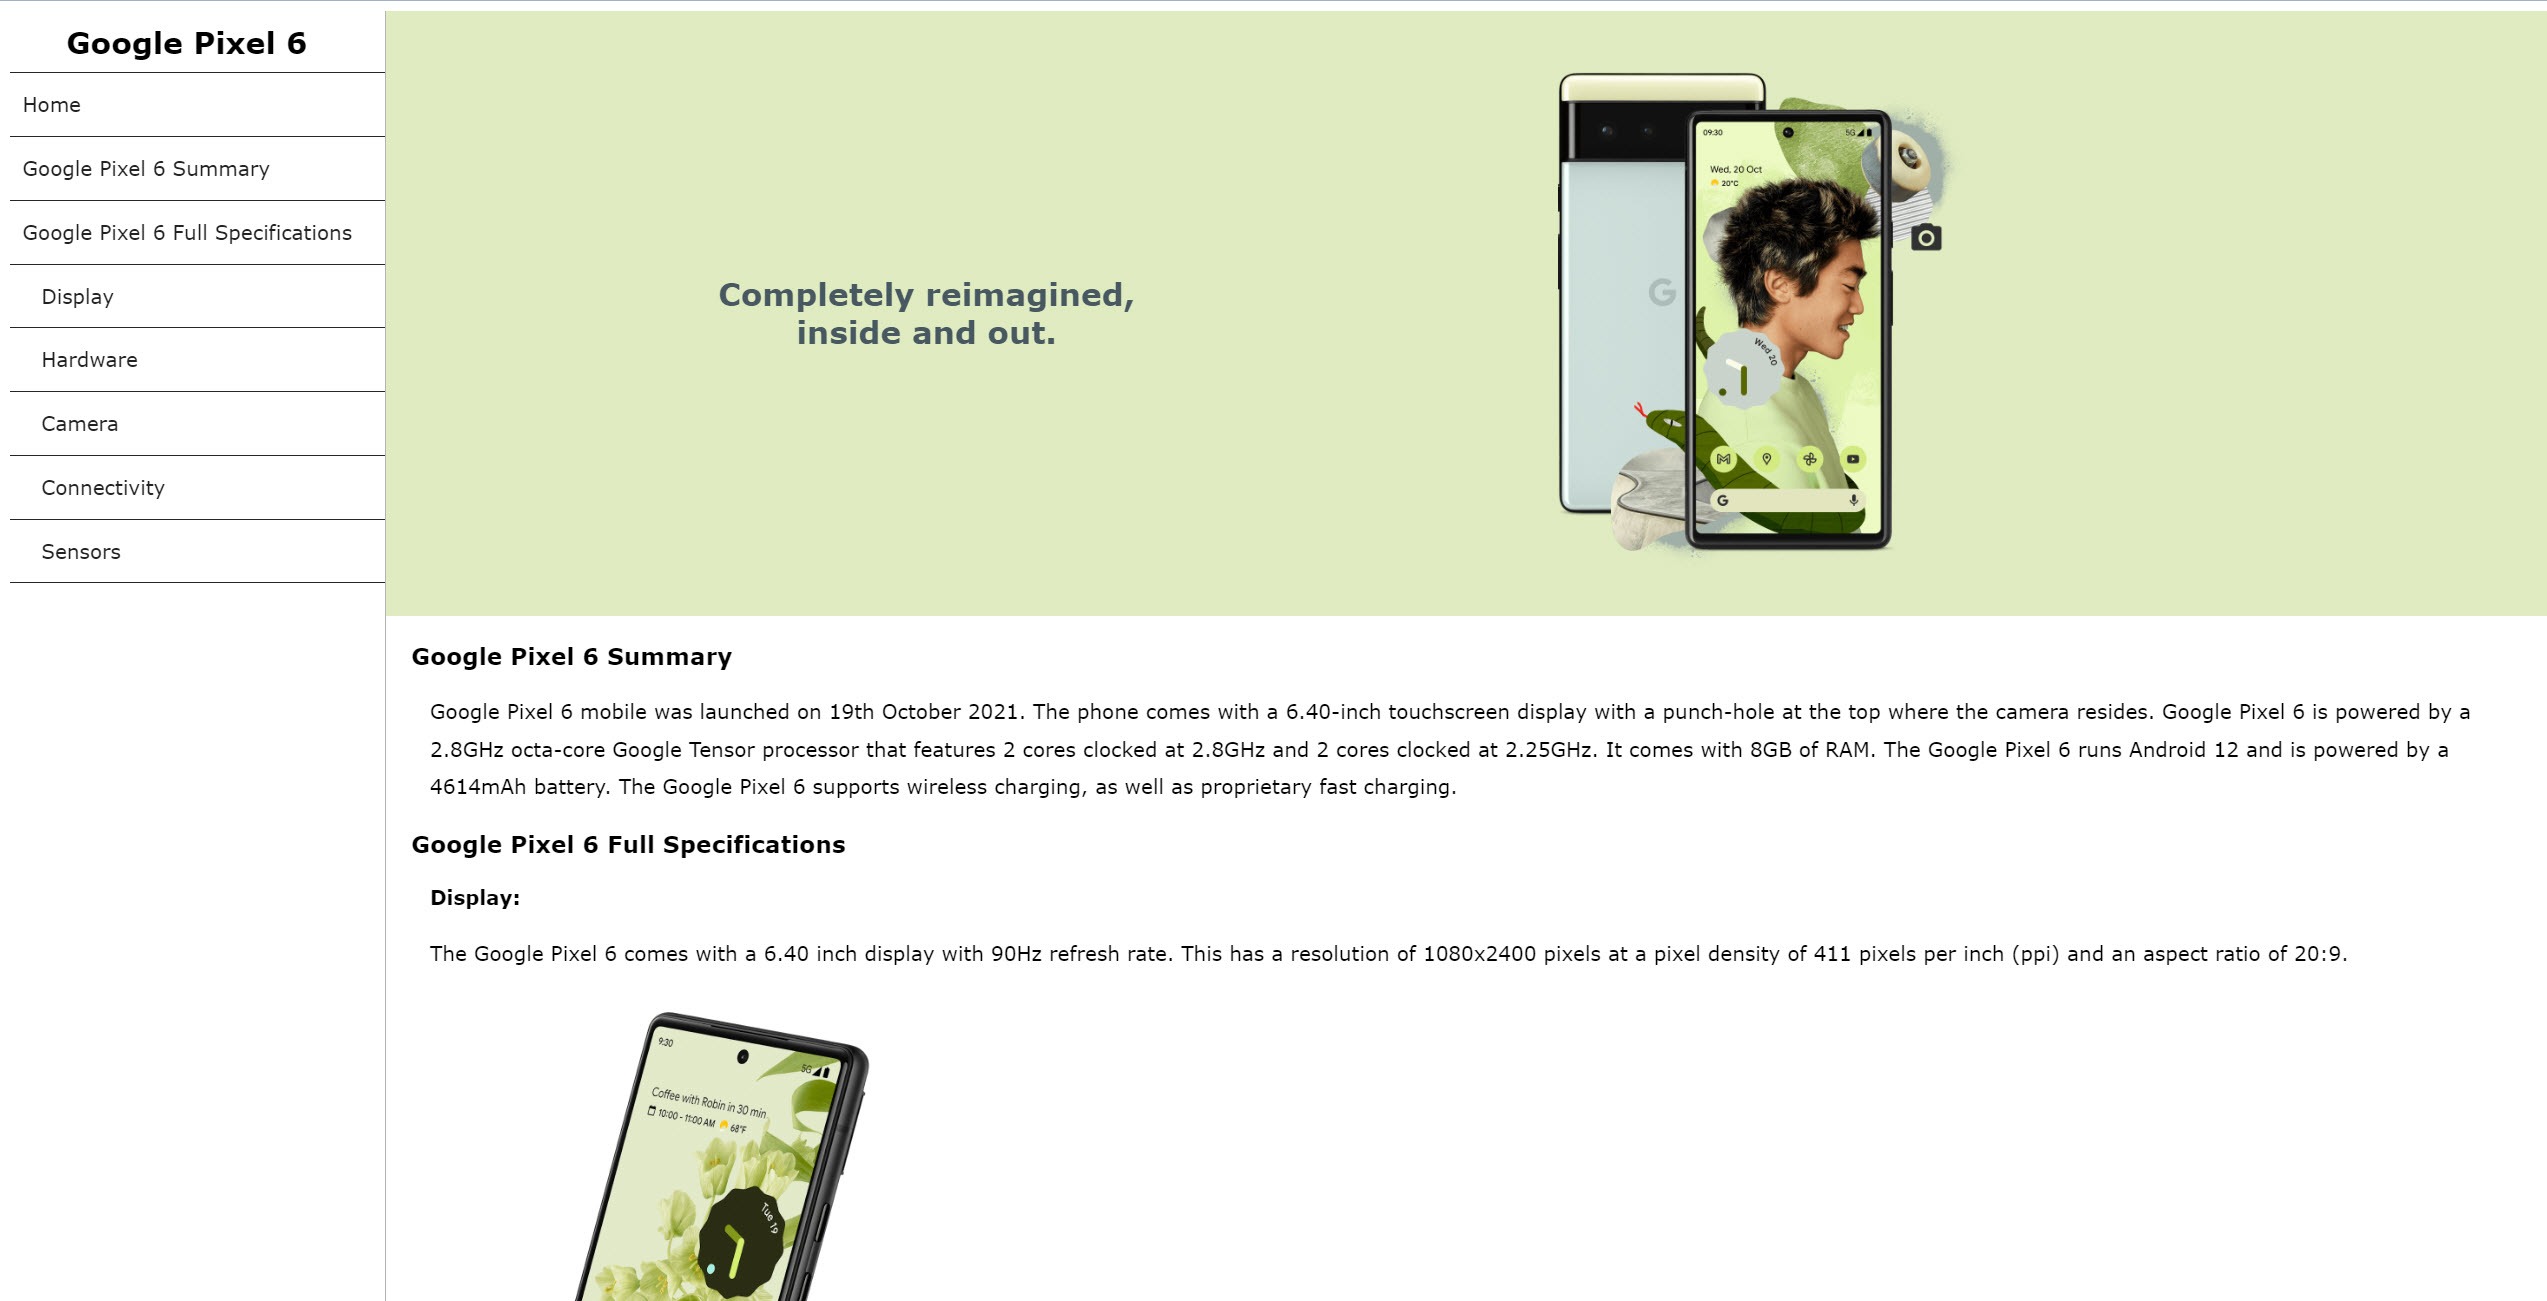 Google Pixel 6
Home
Google Pixel 6 Summary
Google Pixel 6 Full Specifications
Display
Hardware
Camera
Connectivity
Sensors
Completely reimagined,
inside and out.
09:30
5G
Wed, 20 Oct
20°C
G
Wed 20
G
Google Pixel 6 Summary
Google Pixel 6 mobile was launched on 19th October 2021. The phone comes with a 6.40-inch touchscreen display with a punch-hole at the top where the camera resides. Google Pixel 6 is powered by a
2.8GHz octa-core Google Tensor processor that features 2 cores clocked at 2.8GHz and 2 cores clocked at 2.25GHz. It comes with 8GB of RAM. The Google Pixel 6 runs Android 12 and is powered by a
4614mAh battery. The Google Pixel 6 supports wireless charging, as well as proprietary fast charging.
Google Pixel 6 Full Specifications
Display:
The Google Pixel 6 comes with a 6.40 inch display with 90Hz refresh rate. This has a resolution of 1080x2400 pixels at a pixel density of 411 pixels per inch (ppi) and an aspect ratio of 20:9.
9:30
5G
Coffee with Robin in 30 min
10:00 - 11:00 AM 68°F
Tue 19